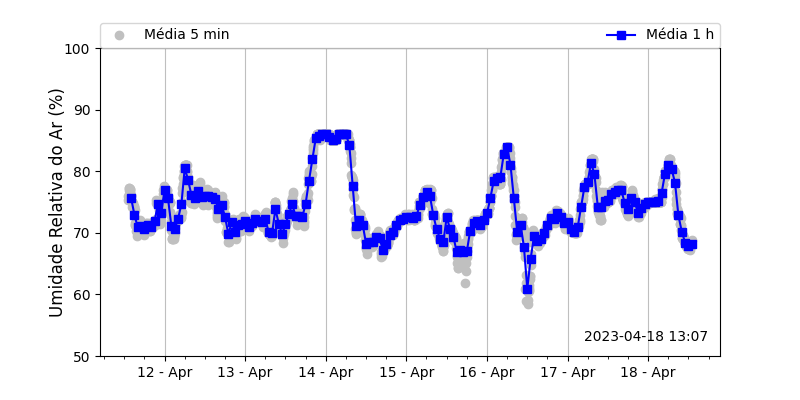 Média 5 min
Média 1 h
Umidade Relativa do Ar (%)
100
90
80
70
60
50
2023-04-18 13:07
12 - Apr
13 - Apr
14 - Apr
15 - Apr
16 - Apr
17 - Apr
18 - Apr